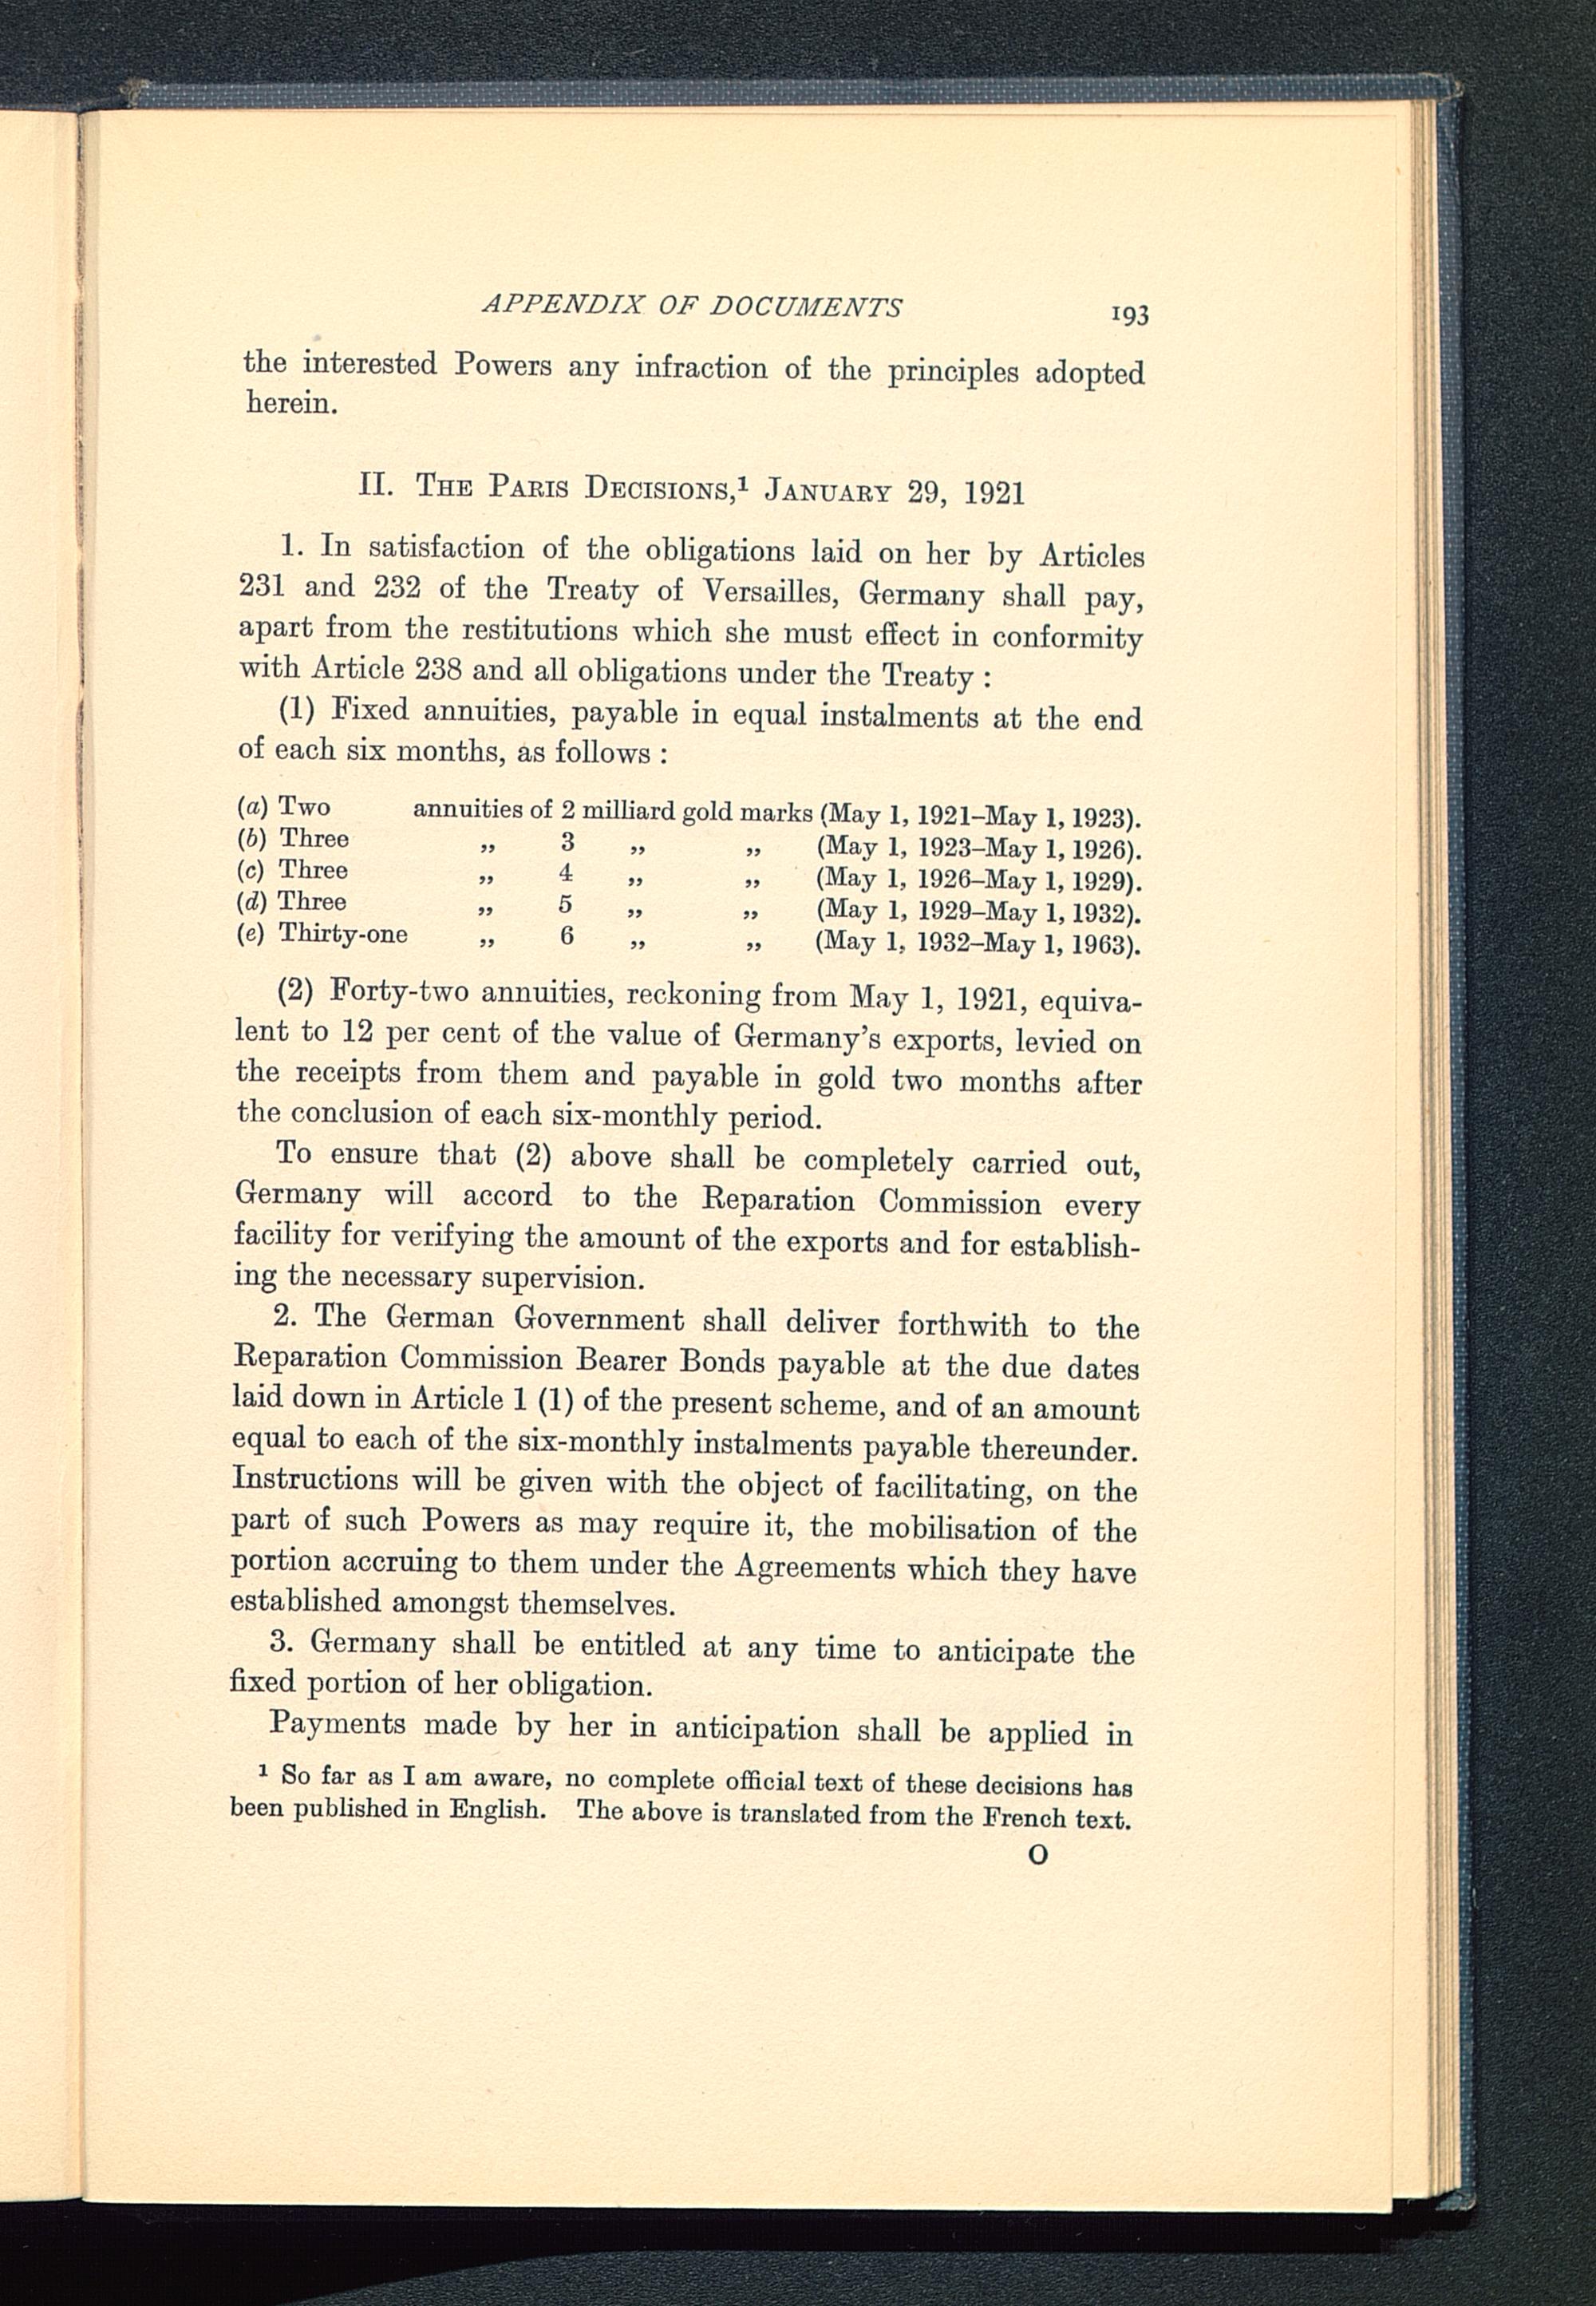 APPENDIX OF DOCUMENTS 193
the interested Powers any infraction of the principles adopted
herein.
II. The Paris Decisions,¹ January 29, 1921
1. In satisfaction of the obligations laid on her by Articles
231 and 232 of the Treaty of Versailles, Germany shall pay,
apart from the restitutions which she must effect in conformity
with Article 238 and all obligations under the Treaty :
(1) Fixed annuities, payable in equal instalments at the end
of each six months, as follows :
(a) Two annuities of 2 milliard gold marks (May 1, 1921–May 1, 1923).
(b) Three ,, 3 ,, ,, (May 1, 1923–May 1, 1926).
(c) Three ,, 4 ,, ,, (May 1, 1926–May 1, 1929).
(d) Three ,, 5 ,, ,, (May 1, 1929–May 1, 1932).
(e) Thirty-one ,, 6 ,, ,, (May 1, 1932–May 1, 1963).
(2) Forty-two annuities, reckoning from May 1, 1921, equiva-
lent to 12 per cent of the value of Germany's exports, levied on
the receipts from them and payable in gold two months after
the conclusion of each six-monthly period.
To ensure that (2) above shall be completely carried out,
Germany will accord to the Reparation Commission every
facility for verifying the amount of the exports and for establish-
ing the necessary supervision.
2. The German Government shall deliver forthwith to the
Reparation Commission Bearer Bonds payable at the due dates
laid down in Article 1 (1) of the present scheme, and of an amount
equal to each of the six-monthly instalments payable thereunder.
Instructions will be given with the object of facilitating, on the
part of such Powers as may require it, the mobilisation of the
portion accruing to them under the Agreements which they have
established amongst themselves.
3. Germany shall be entitled at any time to anticipate the
fixed portion of her obligation.
Payments made by her in anticipation shall be applied in
¹ So far as I am aware, no complete official text of these decisions has
been published in English. The above is translated from the French text.
O